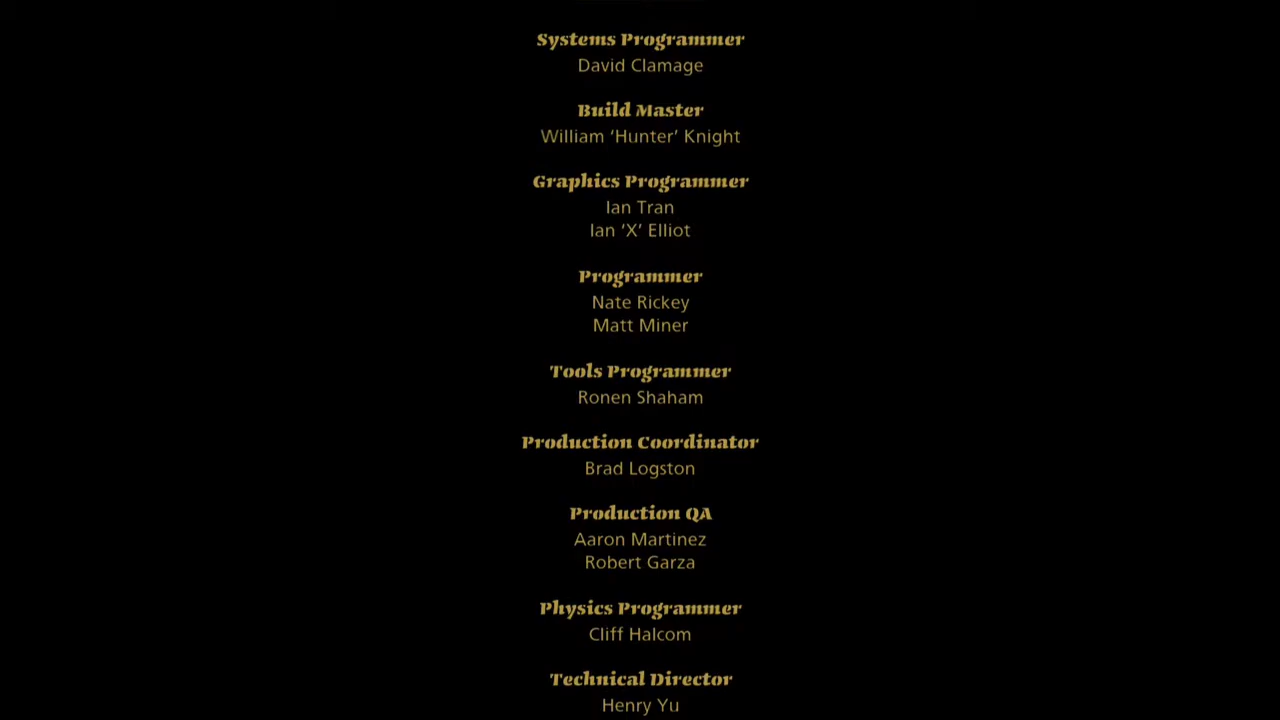 Systems Programmer
David Clamage
Build Master
William ‘Hunter’ Knight
Graphics Programmer
Ian Tran
Ian ‘X’ Elliot
Programmer
Nate Rickey
Matt Miner
Tools Programmer
Ronen Shaham
Production Coordinator
Brad Logston
Production QA
Aaron Martinez
Robert Garza
Physics Programmer
Cliff Halcom
Technical Director
Henry Yu